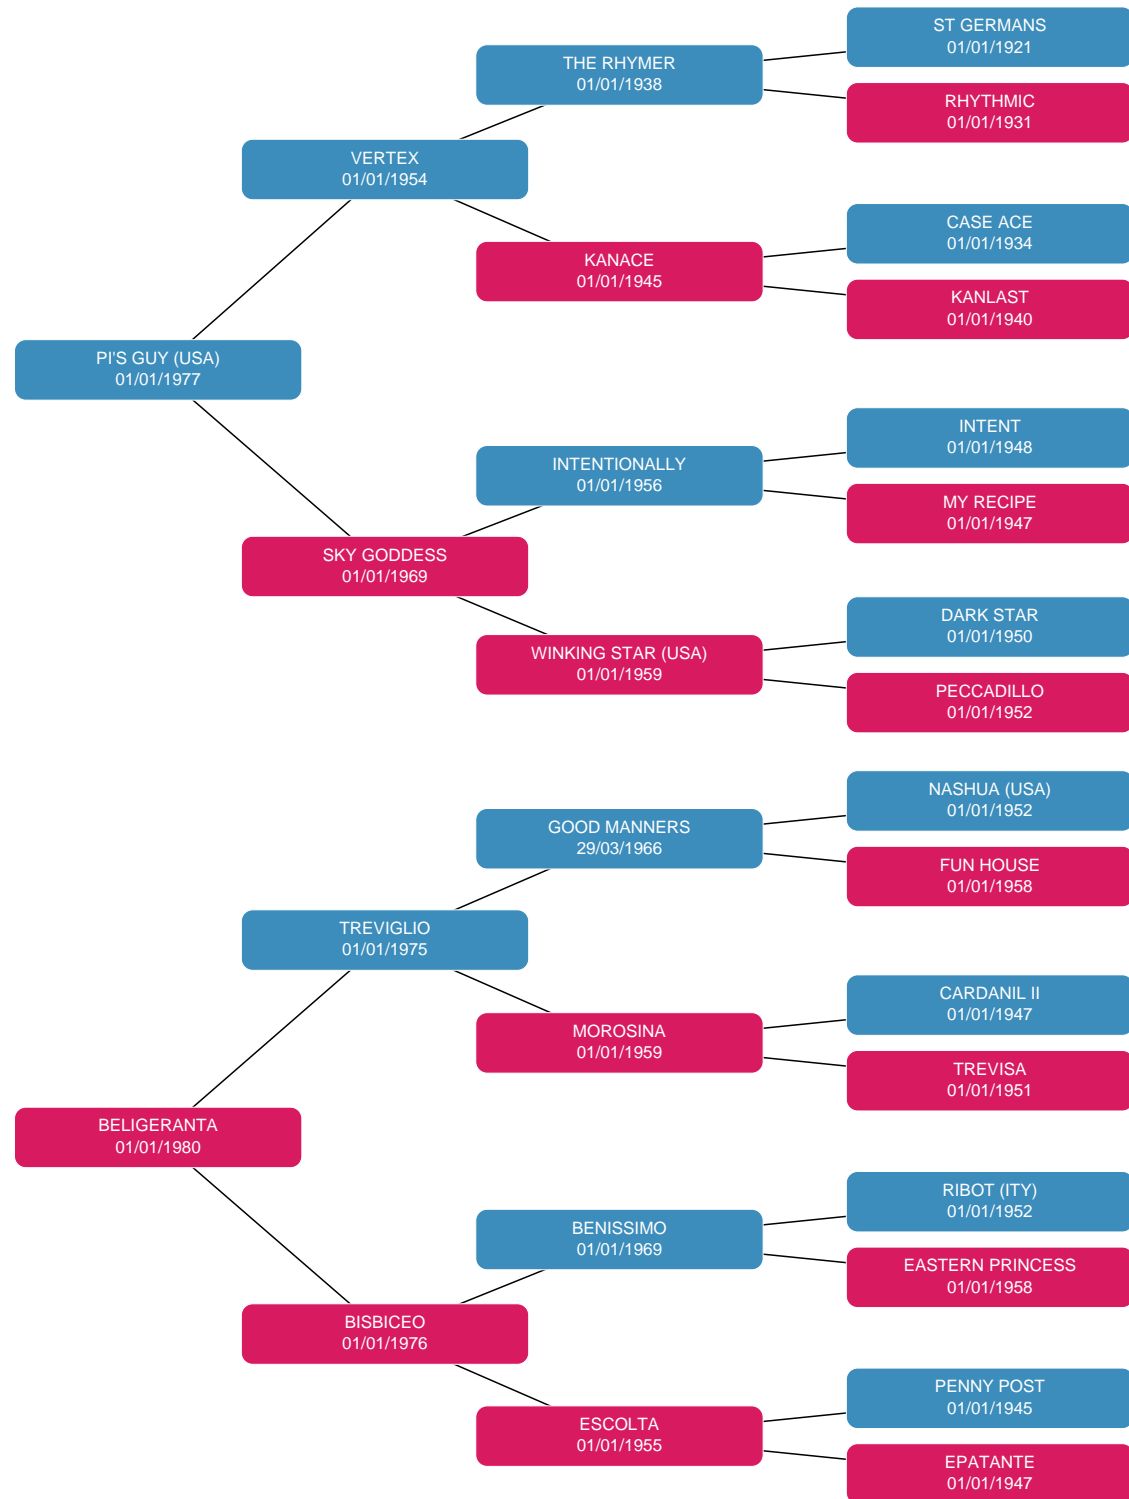 ST GERMANS
01/01/1921
THE RHYMER
01/01/1938
RHYTHMIC
01/01/1931
VERTEX
01/01/1954
CASE ACE
01/01/1934
KANACE
01/01/1945
KANLAST
01/01/1940
PI'S GUY (USA)
01/01/1977
INTENT
01/01/1948
INTENTIONALLY
01/01/1956
MY RECIPE
01/01/1947
SKY GODDESS
01/01/1969
DARK STAR
01/01/1950
WINKING STAR (USA)
01/01/1959
PECCADILLO
01/01/1952
NASHUA (USA)
01/01/1952
GOOD MANNERS
29/03/1966
FUN HOUSE
01/01/1958
TREVIGLIO
01/01/1975
CARDANIL II
01/01/1947
MOROSINA
01/01/1959
TREVISA
01/01/1951
BELIGERANTA
01/01/1980
RIBOT (ITY)
01/01/1952
BENISSIMO
01/01/1969
EASTERN PRINCESS
01/01/1958
BISBICEO
01/01/1976
PENNY POST
01/01/1945
ESCOLTA
01/01/1955
EPATANTE
01/01/1947